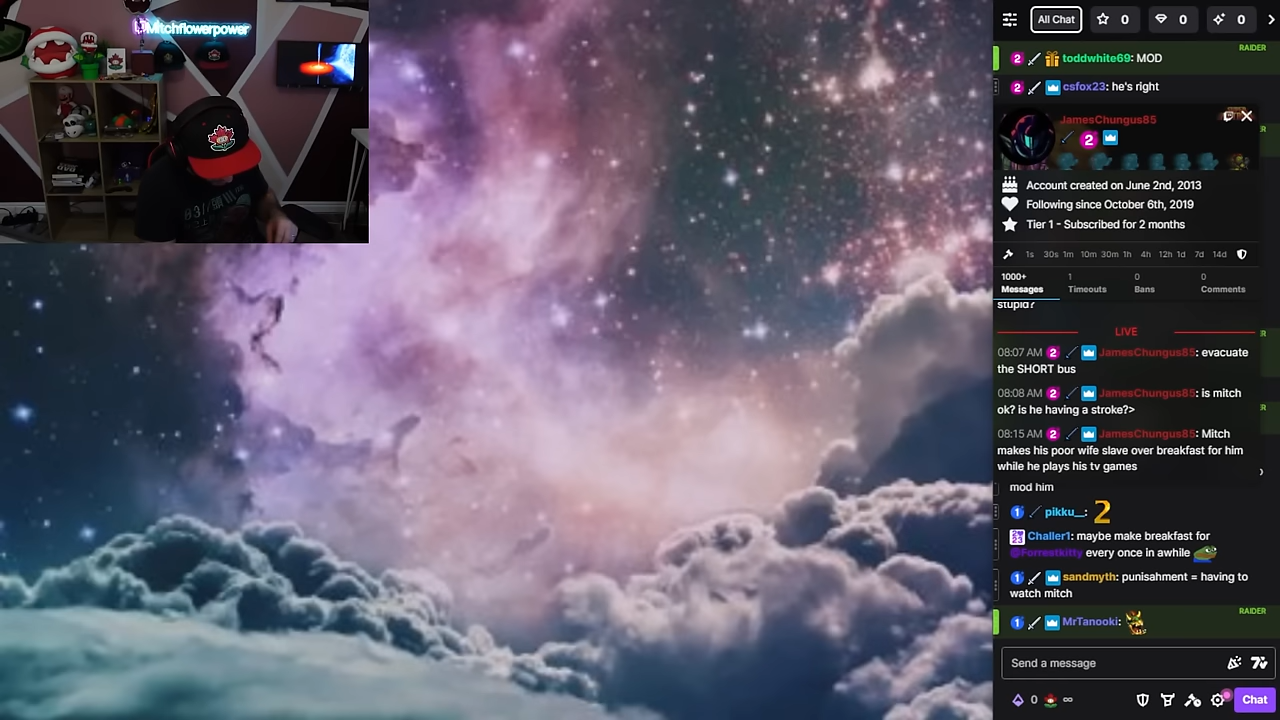 Mitchflowerpower
All Chat
0
0
0
RAIDER
2 toddwhite69: MOD
2 csfox23: he's right
JamesChungus85
2
Account created on June 2nd, 2013
Following since October 6th, 2019
Tier 1 - Subscribed for 2 months
1s 30s 1m 10m 30m 1h 4h 12h 1d 7d 14d
1000+ 1 0 0
Messages Timeouts Bans Comments
stupid?
LIVE
08:07 AM 2 JamesChungus85: evacuate
the SHORT bus
08:08 AM 2 JamesChungus85: is mitch
ok? is he having a stroke?>
08:15 AM 2 JamesChungus85: Mitch
makes his poor wife slave over breakfast for him
while he plays his tv games
mod him
1 pikku__: 2
Challer1: maybe make breakfast for
@Forrestkitty every once in awhile
1 sandmyth: punisahment = having to
watch mitch
RAIDER
1 MrTanooki:
Send a message
0 ∞
Chat